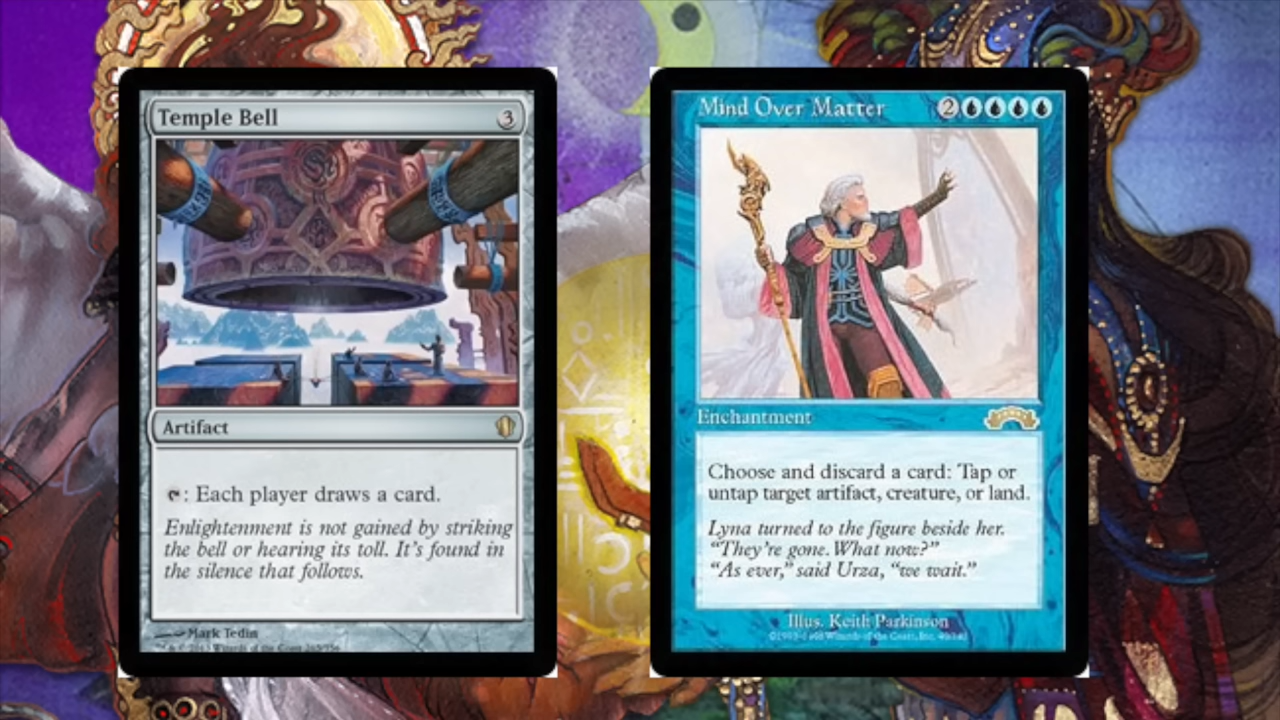 Temple Bell 3
Artifact
: Each player draws a card.
Enlightenment is not gained by striking
the bell or hearing its toll. It's found in
the silence that follows.
Mark Tedin
Mind Over Matter 2
Enchantment
Choose and discard a card: Tap or
untap target artifact, creature, or land.
Lyna turned to the figure beside her.
“They're gone. What now?”
“As ever,” said Urza, “we wait.”
Illus. Keith Parkinson